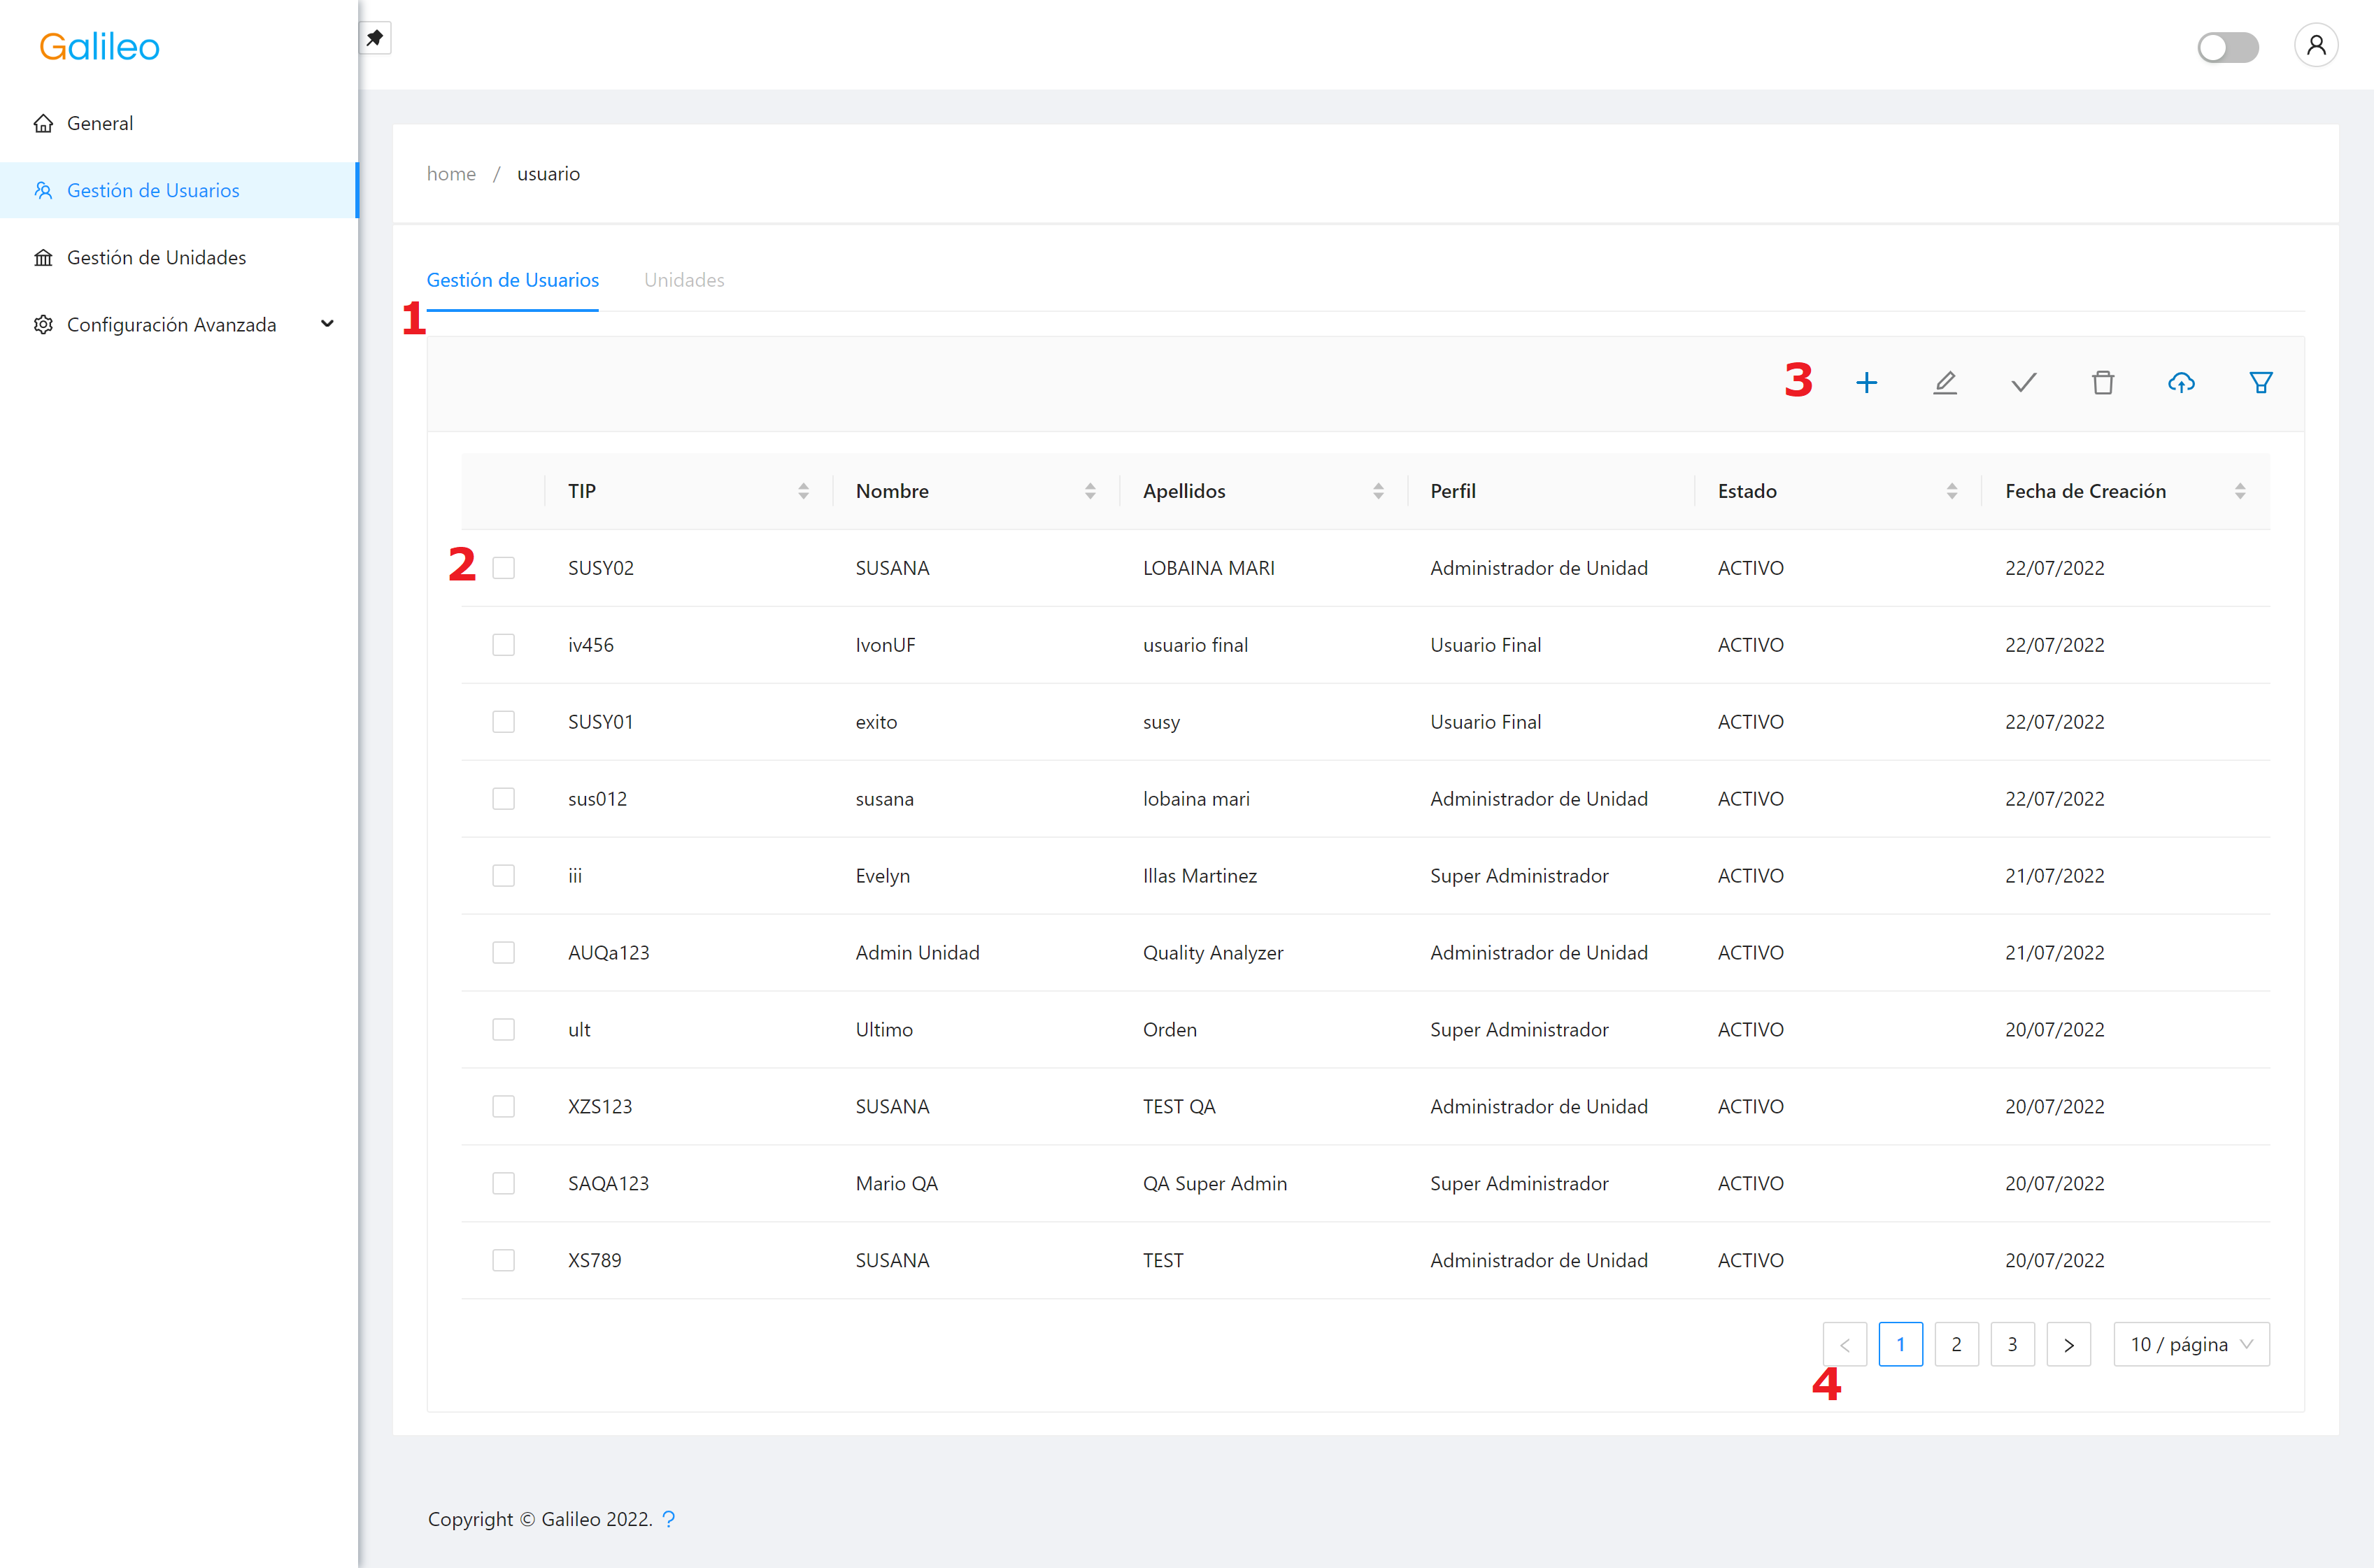 Galileo
General
Gestión de Usuarios
Gestión de Unidades
Configuración Avanzada
home / usuario
Gestión de Usuarios Unidades
1
3
TIP Nombre Apellidos Perfil Estado Fecha de Creación
2 SUSY02 SUSANA LOBAINA MARI Administrador de Unidad ACTIVO 22/07/2022
iv456 IvonUF usuario final Usuario Final ACTIVO 22/07/2022
SUSY01 exito susy Usuario Final ACTIVO 22/07/2022
sus012 susana lobaina mari Administrador de Unidad ACTIVO 22/07/2022
iii Evelyn Illas Martinez Super Administrador ACTIVO 21/07/2022
AUQa123 Admin Unidad Quality Analyzer Administrador de Unidad ACTIVO 21/07/2022
ult Ultimo Orden Super Administrador ACTIVO 20/07/2022
XZS123 SUSANA TEST QA Administrador de Unidad ACTIVO 20/07/2022
SAQA123 Mario QA QA Super Admin Super Administrador ACTIVO 20/07/2022
XS789 SUSANA TEST Administrador de Unidad ACTIVO 20/07/2022
< 1 2 3 > 10 / página
4
Copyright © Galileo 2022. ?